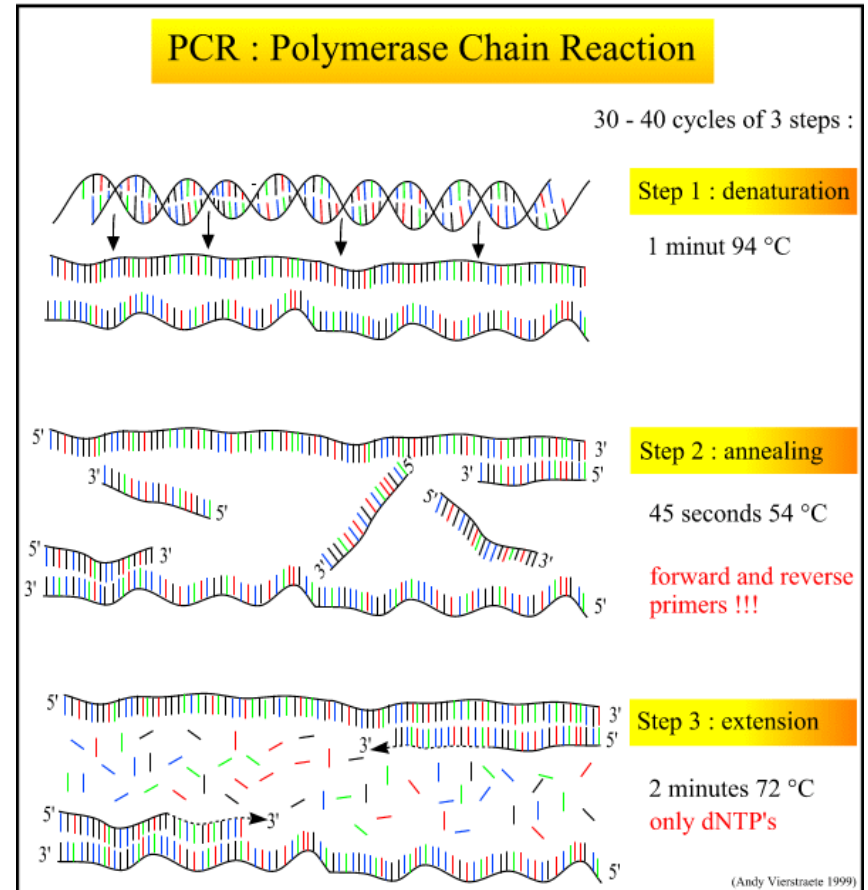 PCR : Polymerase Chain Reaction
30 - 40 cycles of 3 steps :
Step 1 : denaturation
1 minut 94 °C
5'
3'
Step 2 : annealing
3'
3'
5'
5'
5'
5'
45 seconds 54 °C
5'
3'
3'
3'
3'
forward and reverse
primers !!!
5'
5'
3'
Step 3 : extension
3'
5'
2 minutes 72 °C
5'
3'
only dNTP's
3'
5'
(Andy Vierstraete 1999)